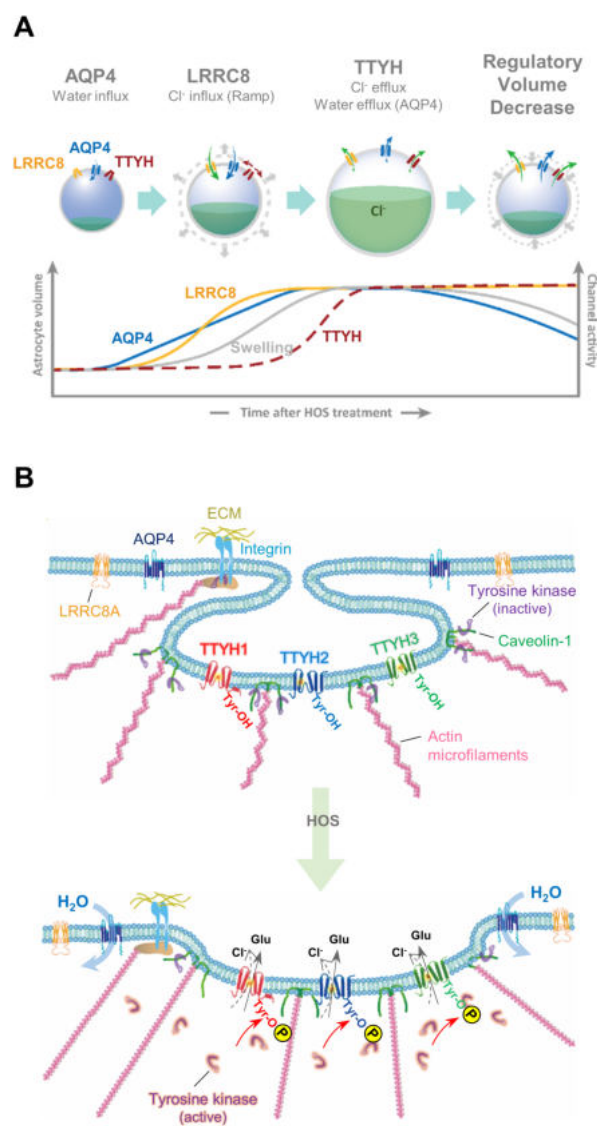 A
AQP4
Water influx
LRRC8
Cl⁻ influx (Ramp)
TTYH
Cl⁻ efflux
Water efflux (AQP4)
Regulatory
Volume
Decrease
AQP4
LRRC8
TTYH
Cl⁻
Astrocyte volume
LRRC8
AQP4
Swelling
TTYH
Channel activity
Time after HOS treatment
B
ECM
AQP4
Integrin
LRRC8A
Tyrosine kinase
(inactive)
Caveolin-1
TTYH1
TTYH2
TTYH3
Tyr-OH
Tyr-OH
Tyr-OH
Actin
microfilaments
HOS
H₂O
H₂O
Cl⁻
Glu
Cl⁻
Glu
Cl⁻
Glu
Tyr-O
P
Tyr-O
P
Tyr-O
P
Tyrosine kinase
(active)